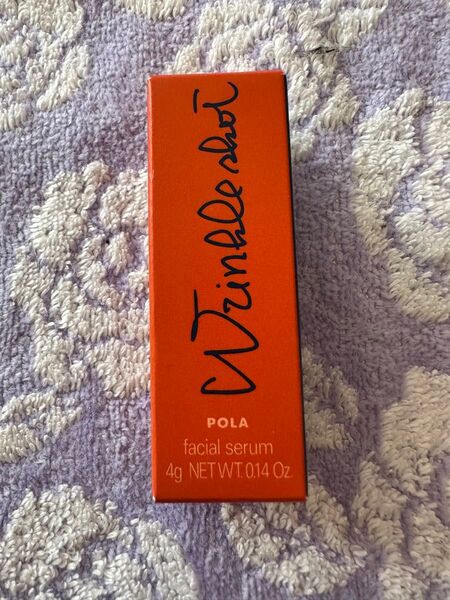 Wrinkle shot
POLA
facial serum
4g NET WT. 0.14 Oz.